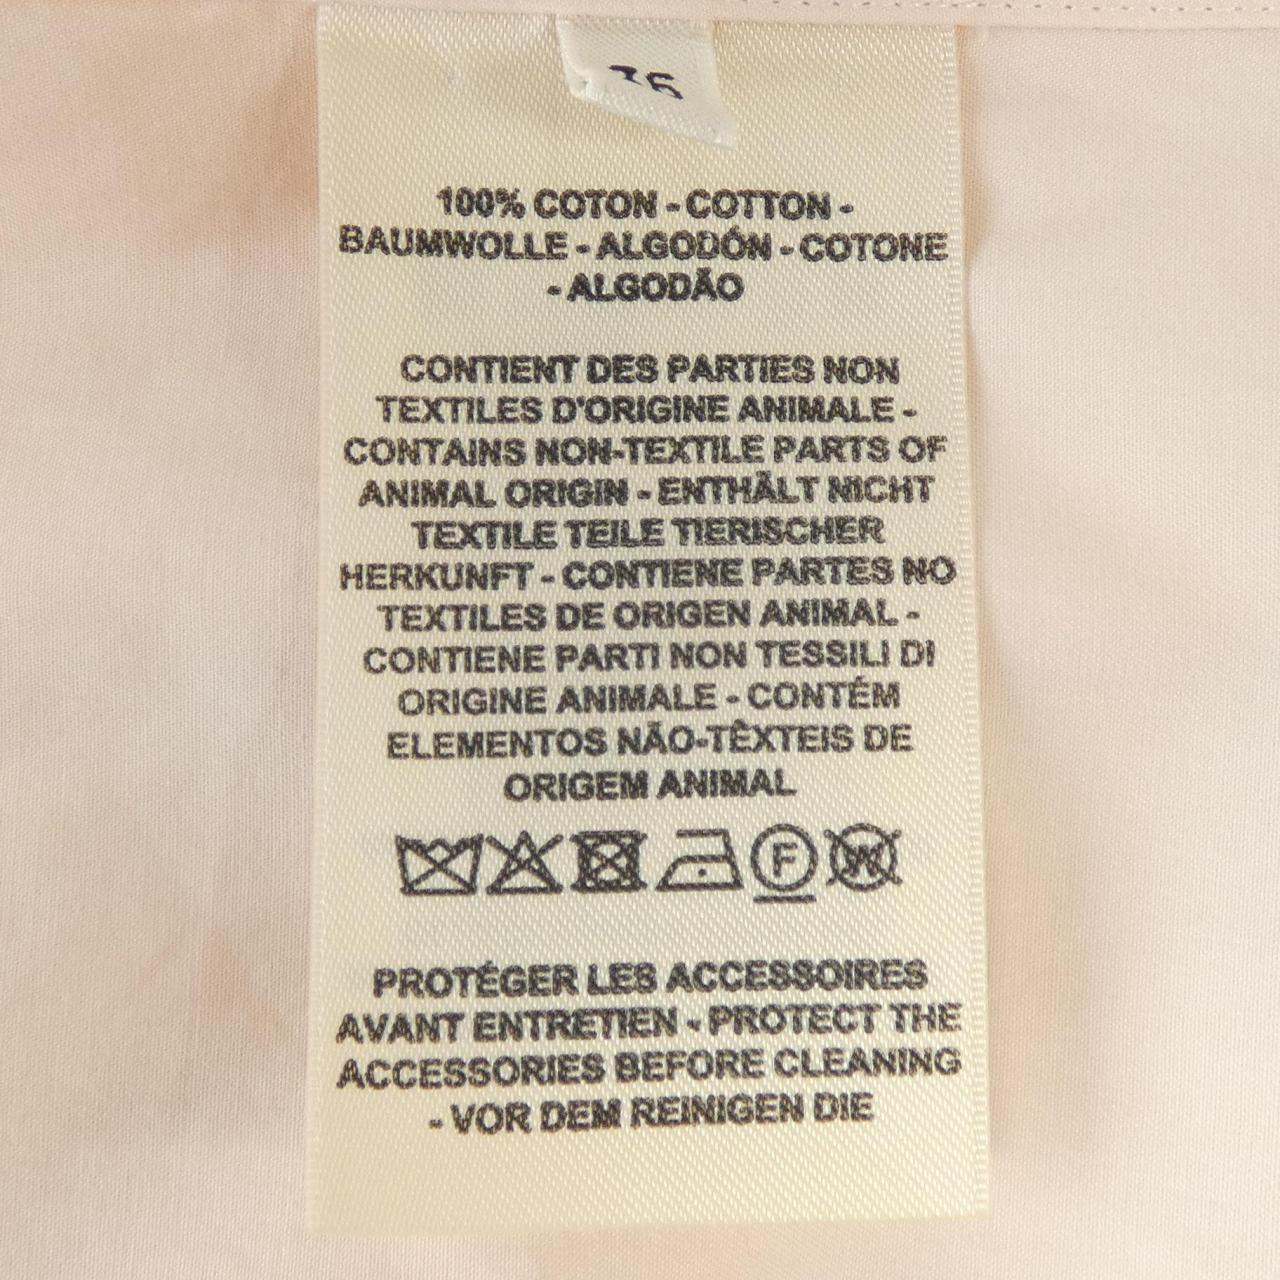 36
100% COTON - COTTON -
BAUMWOLLE - ALGODÓN - COTONE
- ALGODÃO
CONTIENT DES PARTIES NON
TEXTILES D'ORIGINE ANIMALE -
CONTAINS NON-TEXTILE PARTS OF
ANIMAL ORIGIN - ENTHÄLT NICHT
TEXTILE TEILE TIERISCHER
HERKUNFT - CONTIENE PARTES NO
TEXTILES DE ORIGEN ANIMAL -
CONTIENE PARTI NON TESSILI DI
ORIGINE ANIMALE - CONTÉM
ELEMENTOS NÃO-TÊXTEIS DE
ORIGEM ANIMAL
F W
PROTÉGER LES ACCESSOIRES
AVANT ENTRETIEN - PROTECT THE
ACCESSORIES BEFORE CLEANING
- VOR DEM REINIGEN DIE